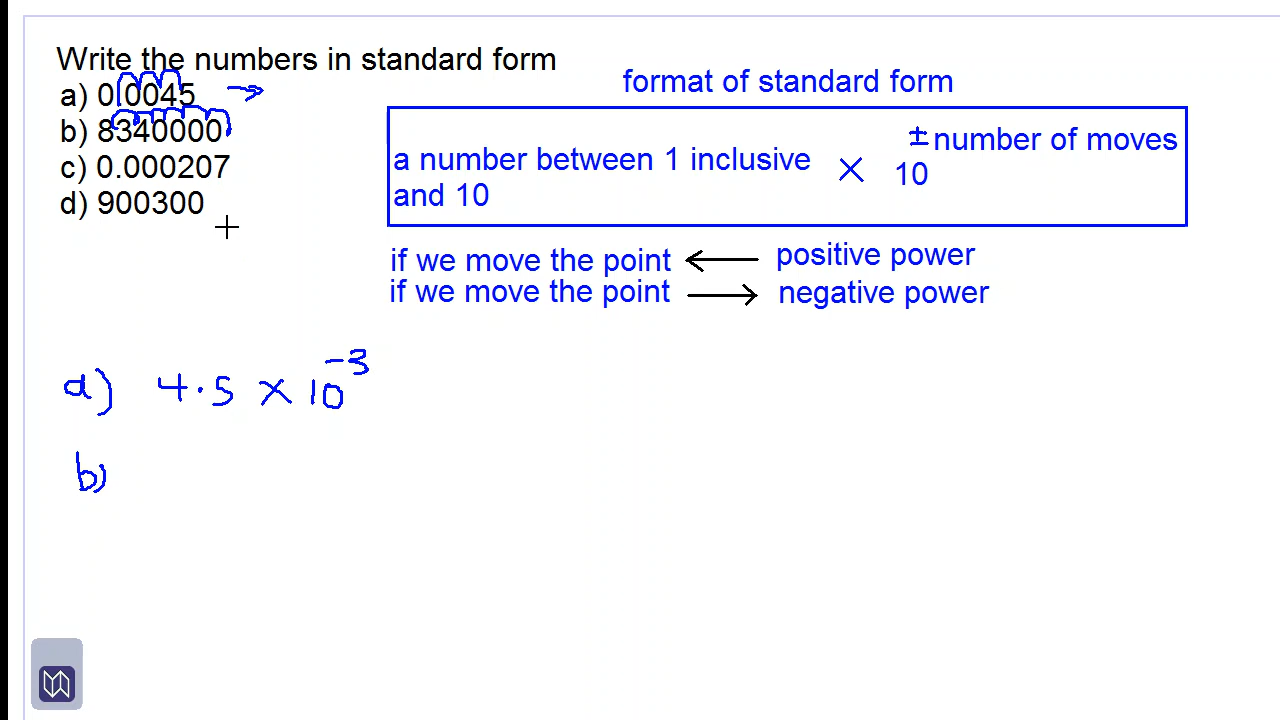 Write the numbers in standard form
a) 0.0045
b) 8340000
c) 0.000207
d) 900300
format of standard form
a number between 1 inclusive
and 10
×
± number of moves
10
if we move the point ← positive power
if we move the point → negative power
a) 4.5 × 10⁻³
b)